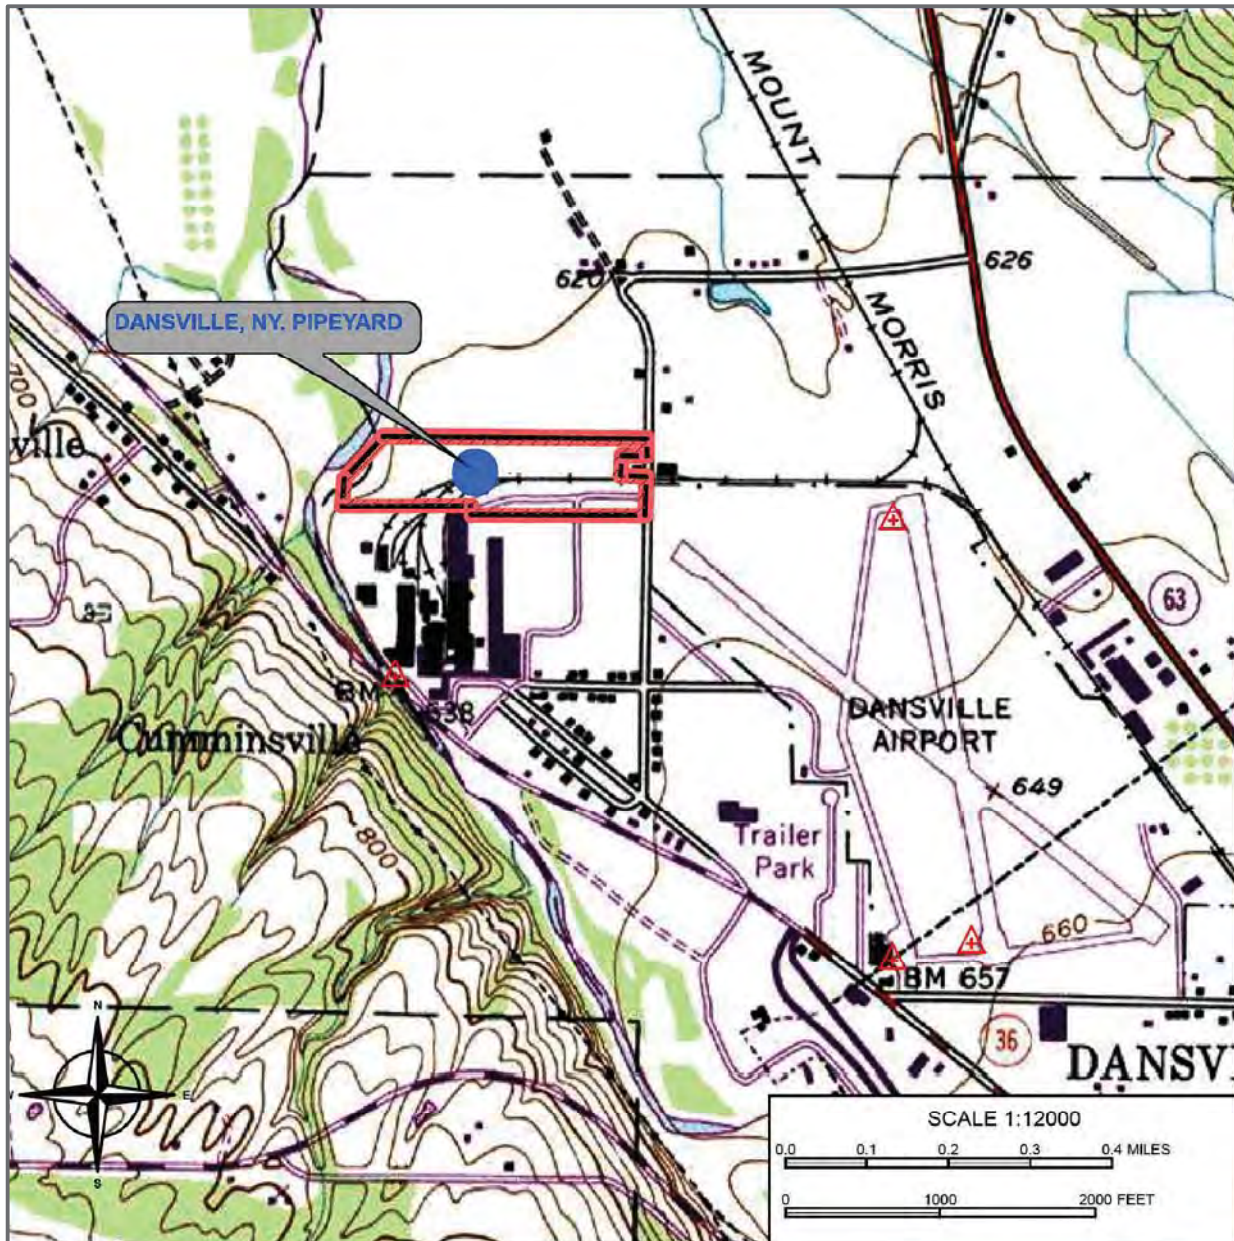 MOUNT
MORRIS
626
620
DANSVILLE, NY. PIPEYARD
700
ville
63
DANSVILLE
AIRPORT
BM
638
Cumminsville
649
800
Trailer
Park
660
BM 657
36
DANSVI
N
E
S
SCALE 1:12000
0.0 0.1 0.2 0.3 0.4 MILES
0 1000 2000 FEET